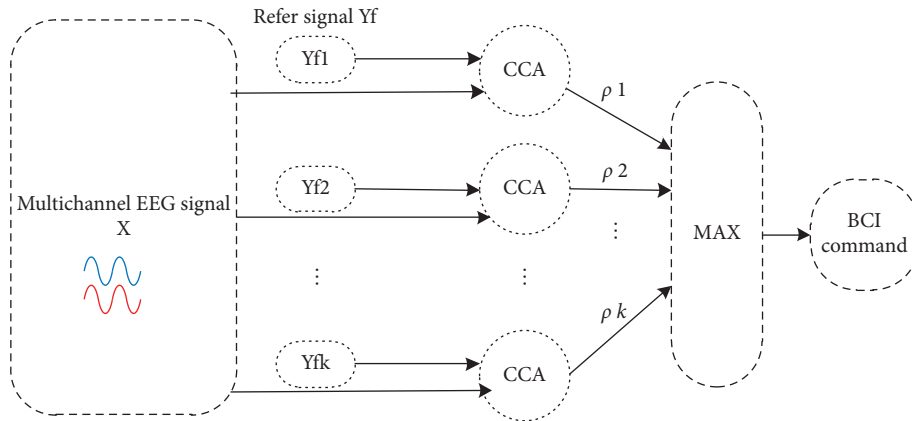 Refer signal Yf
Yf1
CCA
ρ 1
Multichannel EEG signal
X
Yf2
CCA
ρ 2
⋮
MAX
BCI
command
⋮
⋮
ρ k
Yfk
CCA